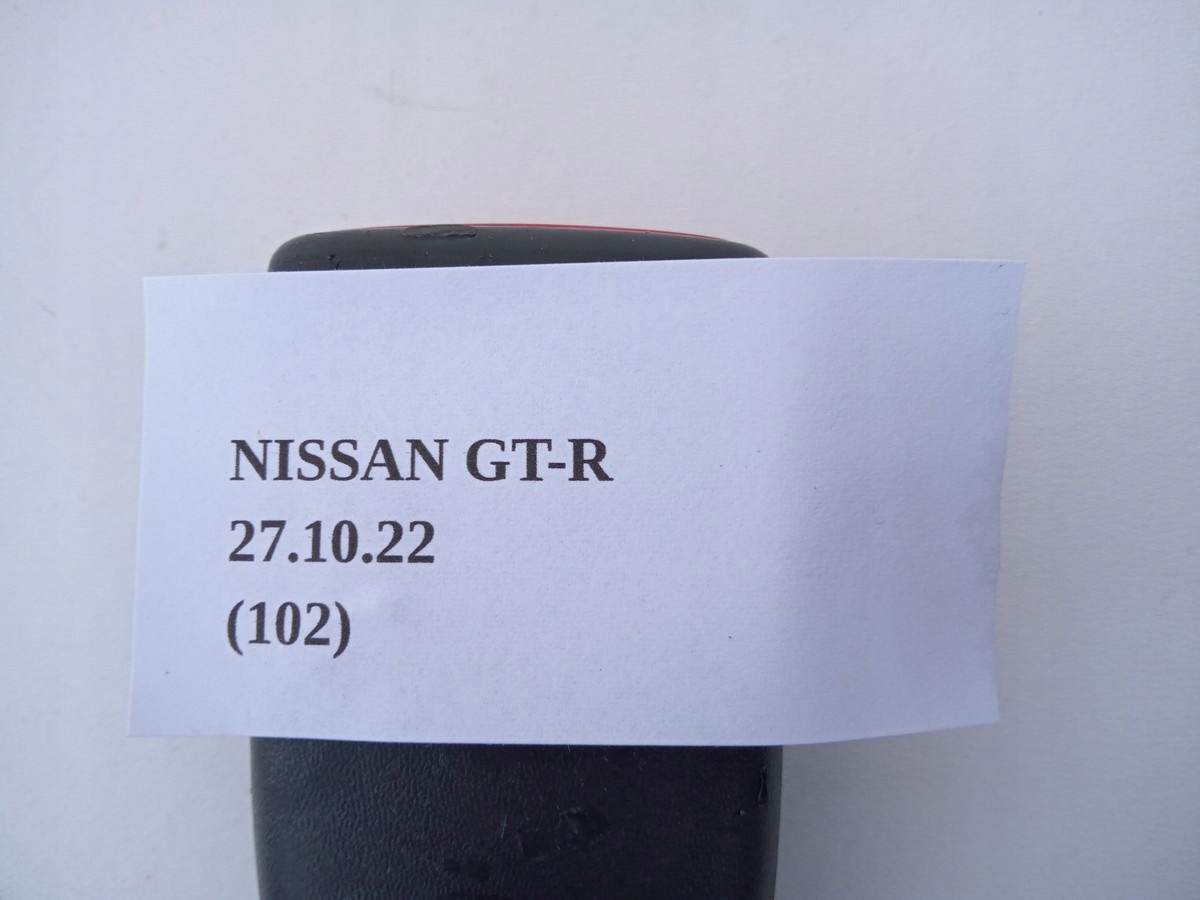 NISSAN GT-R
27.10.22
(102)